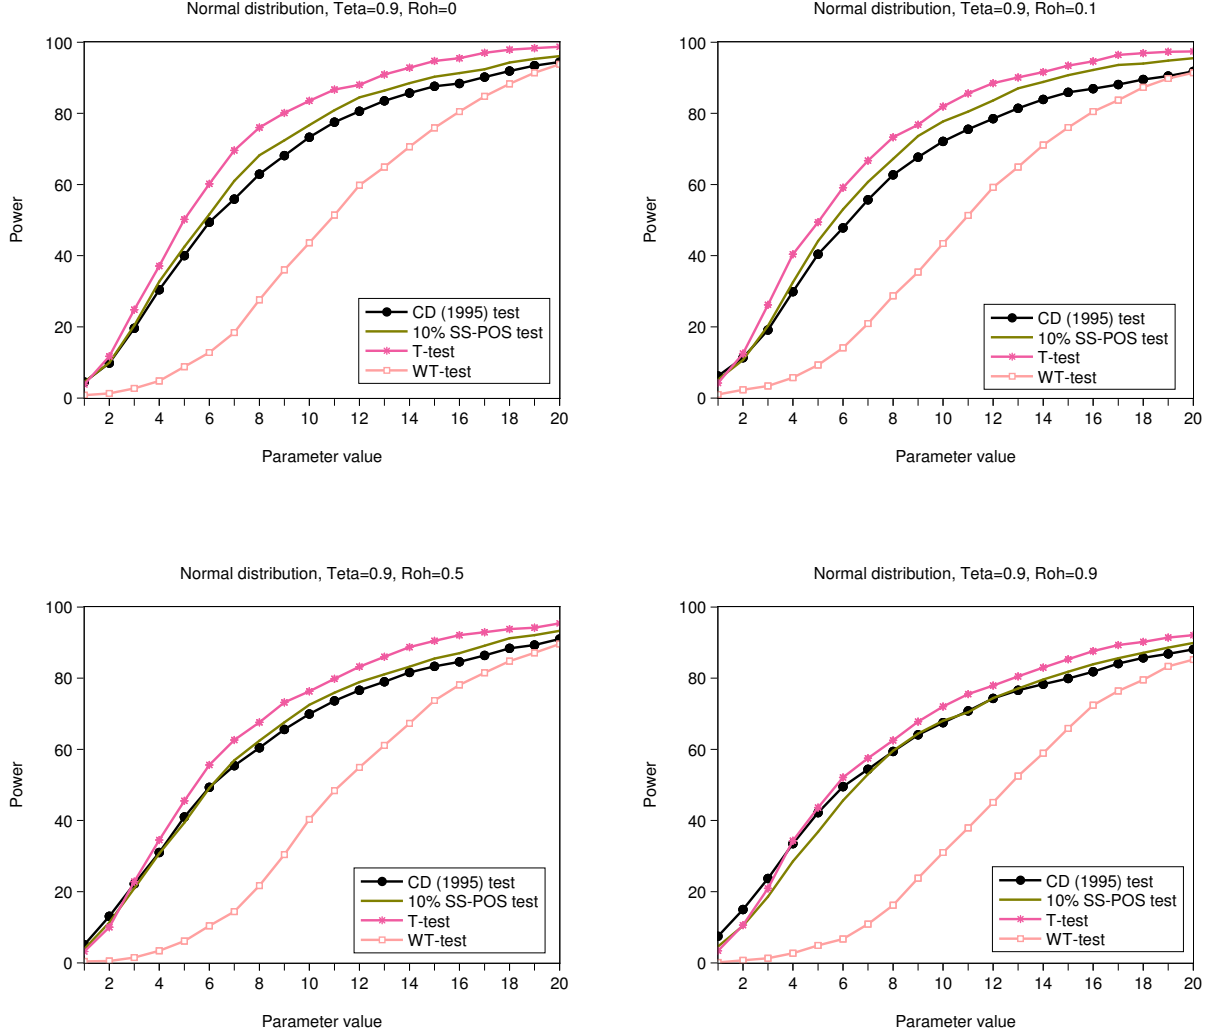 Normal distribution, Teta=0.9, Roh=0
100
80
60
40
20
0
Power
CD (1995) test
10% SS-POS test
T-test
WT-test
2 4 6 8 10 12 14 16 18 20
Parameter value
Normal distribution, Teta=0.9, Roh=0.1
100
80
60
40
20
0
Power
CD (1995) test
10% SS-POS test
T-test
WT-test
2 4 6 8 10 12 14 16 18 20
Parameter value
Normal distribution, Teta=0.9, Roh=0.5
100
80
60
40
20
0
Power
CD (1995) test
10% SS-POS test
T-test
WT-test
2 4 6 8 10 12 14 16 18 20
Parameter value
Normal distribution, Teta=0.9, Roh=0.9
100
80
60
40
20
0
Power
CD (1995) test
10% SS-POS test
T-test
WT-test
2 4 6 8 10 12 14 16 18 20
Parameter value